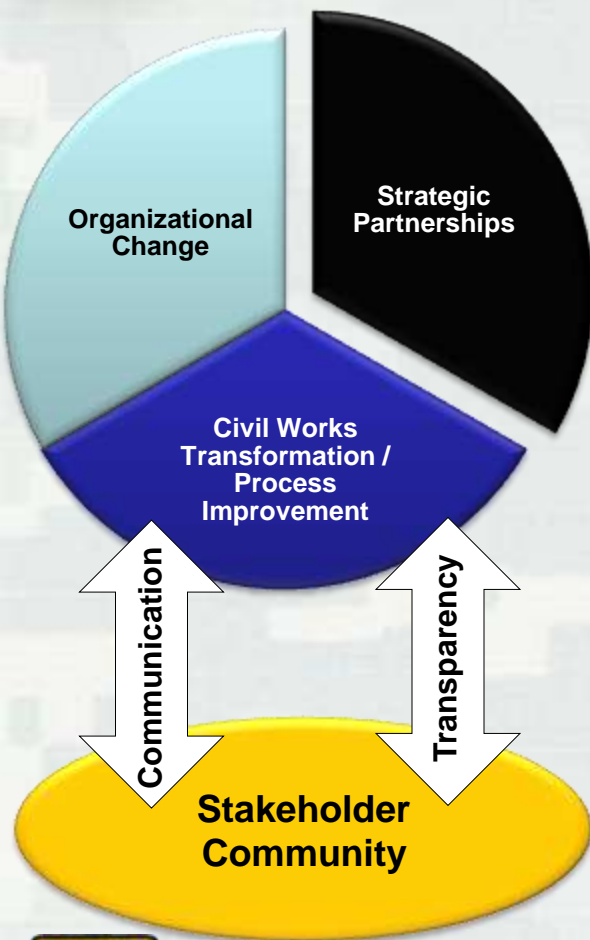 Organizational
Change
Strategic
Partnerships
Civil Works
Transformation /
Process
Improvement
Communication
Transparency
Stakeholder
Community